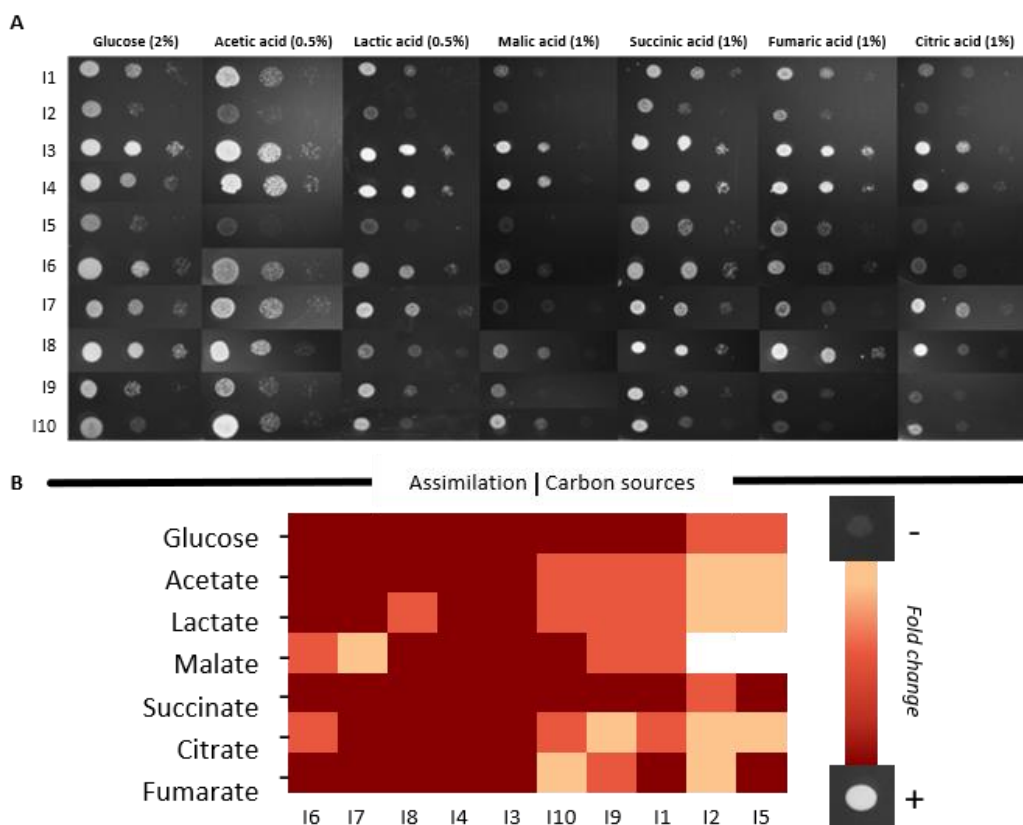 A
Glucose (2%) Acetic acid (0.5%) Lactic acid (0.5%) Malic acid (1%) Succinic acid (1%) Fumaric acid (1%) Citric acid (1%)
I1
I2
I3
I4
I5
I6
I7
I8
I9
I10
B
Assimilation | Carbon sources
Glucose
Acetate
Lactate
Malate
Succinate
Citrate
Fumarate
I6 I7 I8 I4 I3 I10 I9 I1 I2 I5
-
Fold change
+